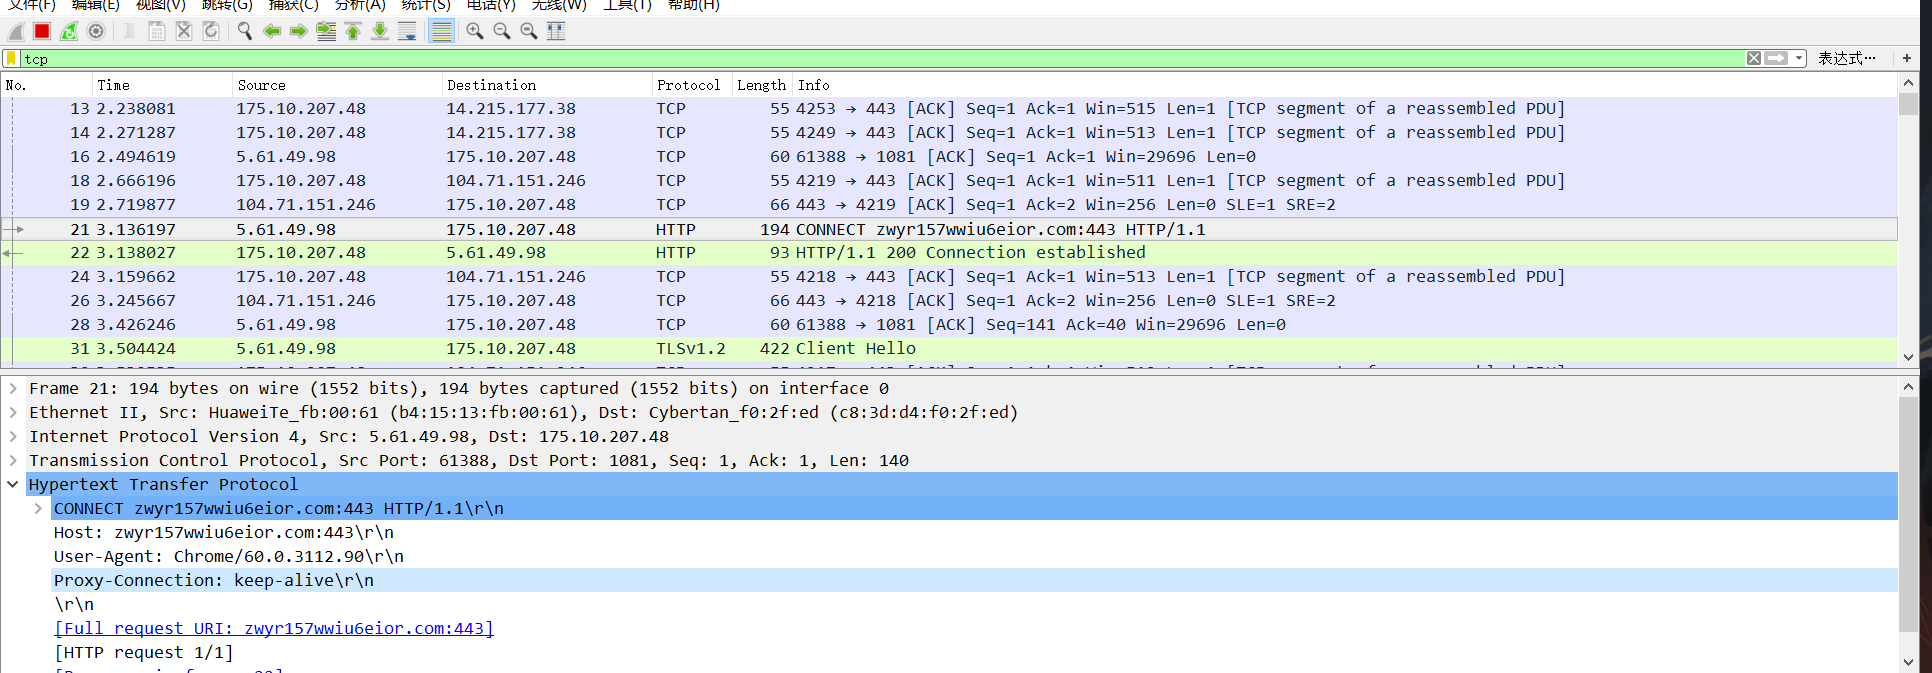 文件(F) 编辑(E) 视图(V) 跳转(G) 捕获(C) 分析(A) 统计(S) 电话(Y) 无线(W) 工具(T) 帮助(H)
tcp 表达式… +
No. Time Source Destination Protocol Length Info
13 2.238081 175.10.207.48 14.215.177.38 TCP 55 4253 → 443 [ACK] Seq=1 Ack=1 Win=515 Len=1 [TCP segment of a reassembled PDU]
14 2.271287 175.10.207.48 14.215.177.38 TCP 55 4249 → 443 [ACK] Seq=1 Ack=1 Win=513 Len=1 [TCP segment of a reassembled PDU]
16 2.494619 5.61.49.98 175.10.207.48 TCP 60 61388 → 1081 [ACK] Seq=1 Ack=1 Win=29696 Len=0
18 2.666196 175.10.207.48 104.71.151.246 TCP 55 4219 → 443 [ACK] Seq=1 Ack=1 Win=511 Len=1 [TCP segment of a reassembled PDU]
19 2.719877 104.71.151.246 175.10.207.48 TCP 66 443 → 4219 [ACK] Seq=1 Ack=2 Win=256 Len=0 SLE=1 SRE=2
21 3.136197 5.61.49.98 175.10.207.48 HTTP 194 CONNECT zwyr157wwiu6eior.com:443 HTTP/1.1
22 3.138027 175.10.207.48 5.61.49.98 HTTP 93 HTTP/1.1 200 Connection established
24 3.159662 175.10.207.48 104.71.151.246 TCP 55 4218 → 443 [ACK] Seq=1 Ack=1 Win=513 Len=1 [TCP segment of a reassembled PDU]
26 3.245667 104.71.151.246 175.10.207.48 TCP 66 443 → 4218 [ACK] Seq=1 Ack=2 Win=256 Len=0 SLE=1 SRE=2
28 3.426246 5.61.49.98 175.10.207.48 TCP 60 61388 → 1081 [ACK] Seq=141 Ack=40 Win=29696 Len=0
31 3.504424 5.61.49.98 175.10.207.48 TLSv1.2 422 Client Hello
Frame 21: 194 bytes on wire (1552 bits), 194 bytes captured (1552 bits) on interface 0
Ethernet II, Src: HuaweiTe_fb:00:61 (b4:15:13:fb:00:61), Dst: Cybertan_f0:2f:ed (c8:3d:d4:f0:2f:ed)
Internet Protocol Version 4, Src: 5.61.49.98, Dst: 175.10.207.48
Transmission Control Protocol, Src Port: 61388, Dst Port: 1081, Seq: 1, Ack: 1, Len: 140
Hypertext Transfer Protocol
CONNECT zwyr157wwiu6eior.com:443 HTTP/1.1\r\n
Host: zwyr157wwiu6eior.com:443\r\n
User-Agent: Chrome/60.0.3112.90\r\n
Proxy-Connection: keep-alive\r\n
\r\n
[Full request URI: zwyr157wwiu6eior.com:443]
[HTTP request 1/1]